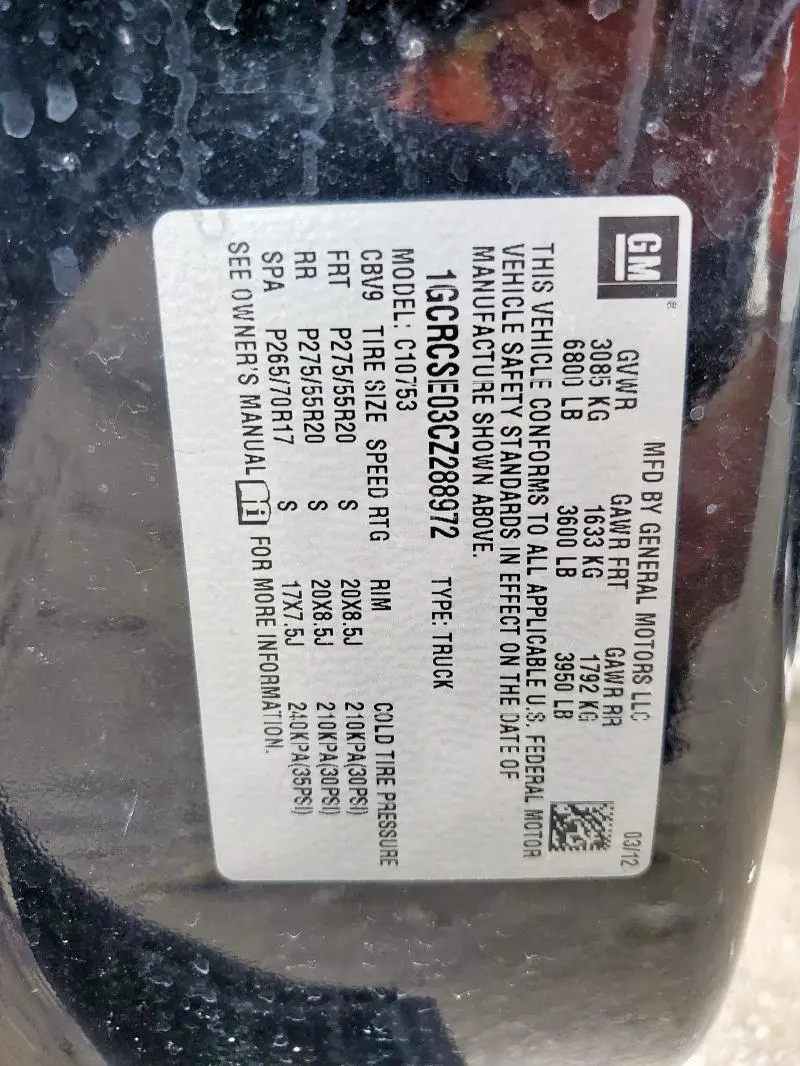 GM ®
MFD BY GENERAL MOTORS LLC 03/12
GVWR GAWR FRT GAWR RR
3085 KG 1633 KG 1792 KG
6800 LB 3600 LB 3950 LB
THIS VEHICLE CONFORMS TO ALL APPLICABLE U.S. FEDERAL MOTOR
VEHICLE SAFETY STANDARDS IN EFFECT ON THE DATE OF
MANUFACTURE SHOWN ABOVE.
1GCRCSE03CZ288972 TYPE: TRUCK
MODEL: C10753
CBV9 TIRE SIZE SPEED RTG RIM COLD TIRE PRESSURE
FRT P275/55R20 S 20X8.5J 210KPA(30PSI)
RR P275/55R20 S 20X8.5J 210KPA(30PSI)
SPA P265/70R17 S 17X7.5J 240KPA(35PSI)
SEE OWNER'S MANUAL FOR MORE INFORMATION.